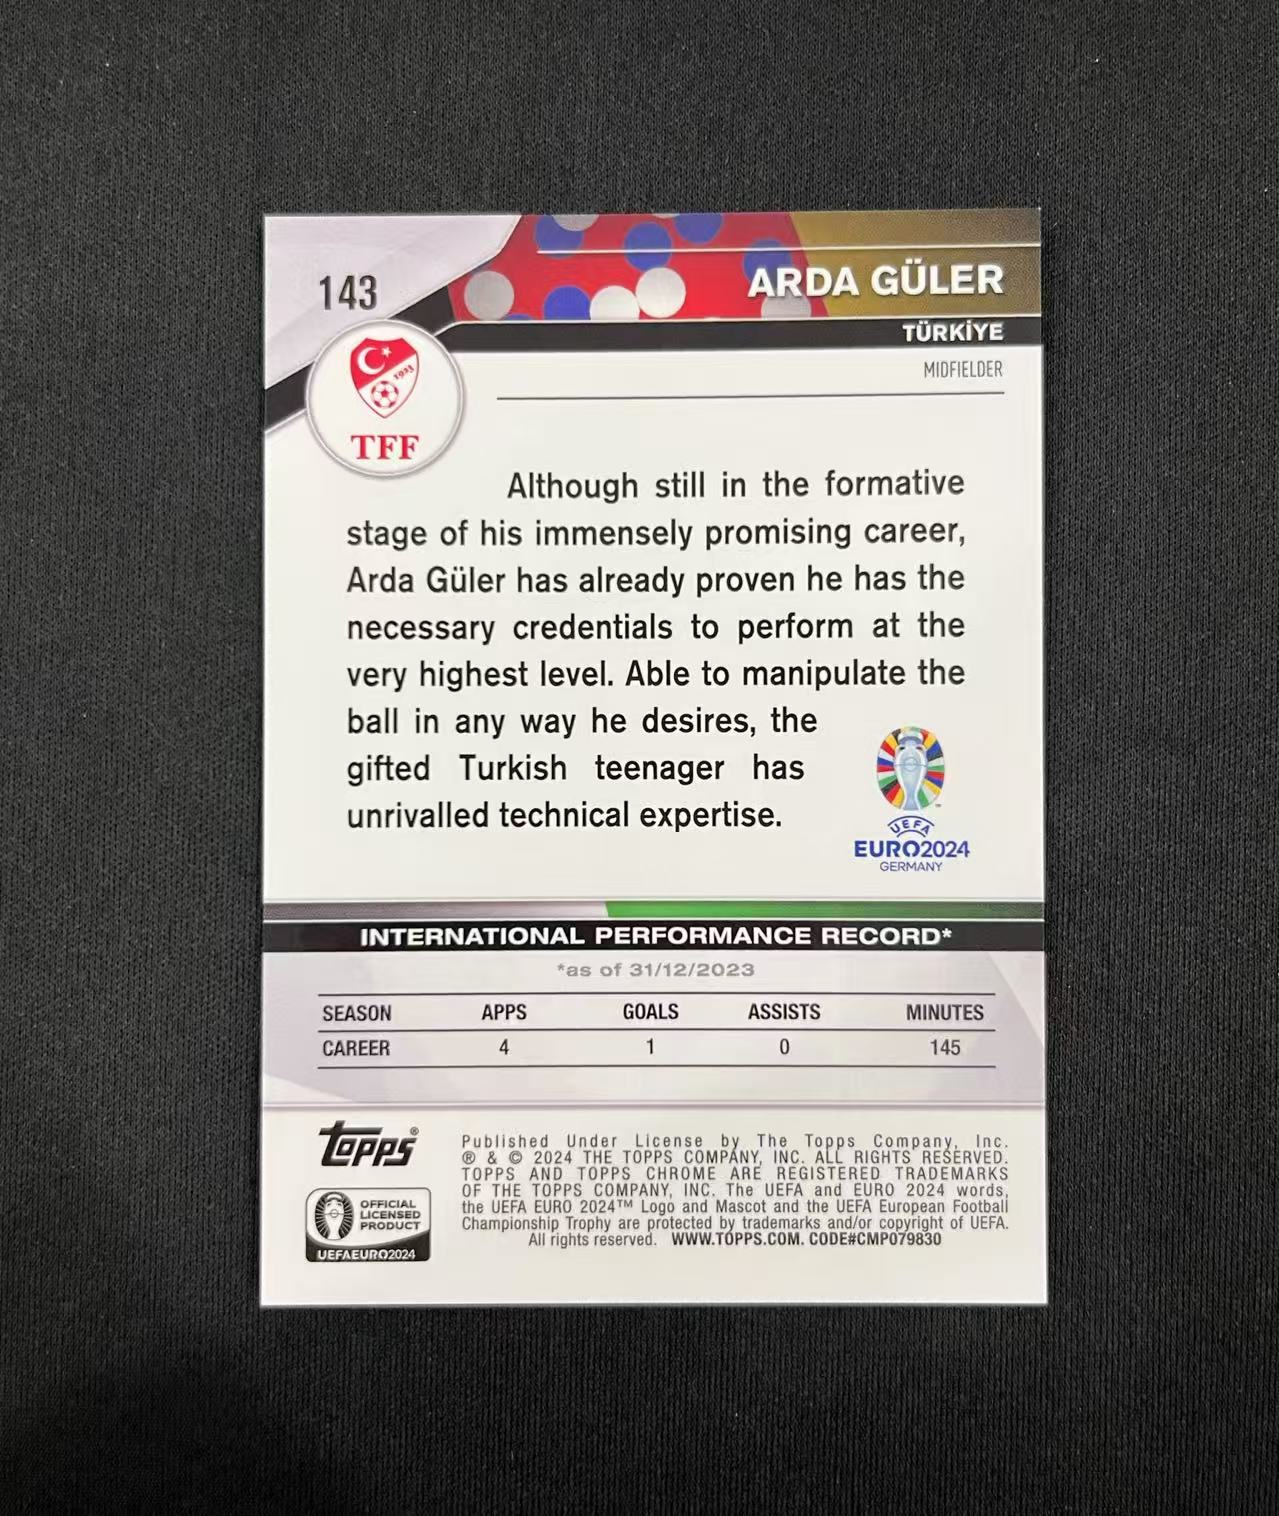 143
ARDA GÜLER
TÜRKİYE
MIDFIELDER
1923
TFF
Although still in the formative
stage of his immensely promising career,
Arda Güler has already proven he has the
necessary credentials to perform at the
very highest level. Able to manipulate the
ball in any way he desires, the
gifted Turkish teenager has
unrivalled technical expertise.
UEFA
EURO2024
GERMANY
INTERNATIONAL PERFORMANCE RECORD*
*as of 31/12/2023
SEASON APPS GOALS ASSISTS MINUTES
CAREER 4 1 0 145
Topps®
OFFICIAL
LICENSED
PRODUCT
UEFAEURO2024
Published Under License by The Topps Company, Inc.
® & © 2024 THE TOPPS COMPANY, INC. ALL RIGHTS RESERVED.
TOPPS AND TOPPS CHROME ARE REGISTERED TRADEMARKS
OF THE TOPPS COMPANY, INC. The UEFA and EURO 2024 words,
the UEFA EURO 2024™ Logo and Mascot and the UEFA European Football
Championship Trophy are protected by trademarks and/or copyright of UEFA.
All rights reserved. WWW.TOPPS.COM. CODE#CMP079830